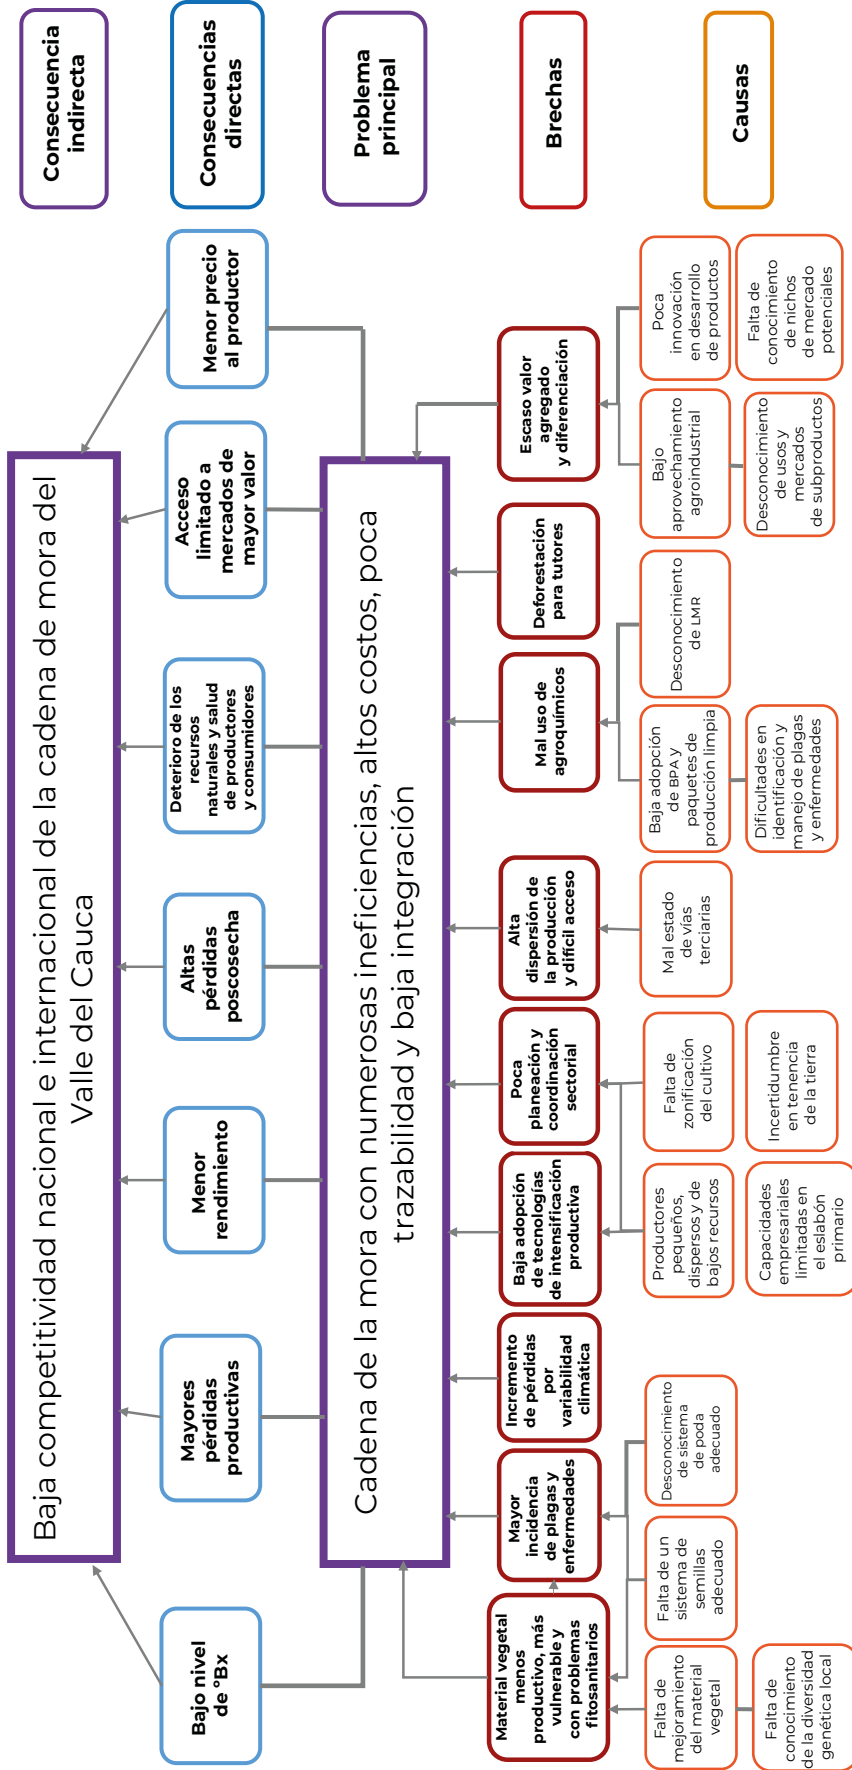 Consecuencia
indirecta
Baja competitividad nacional e internacional de la cadena de mora del
Valle del Cauca
Consecuencias
directas
Bajo nivel
de °Bx
Mayores
pérdidas
productivas
Menor
rendimiento
Altas
pérdidas
poscosecha
Deterioro de los
recursos
naturales y salud
de productores
y consumidores
Acceso
limitado a
mercados de
mayor valor
Menor precio
al productor
Problema
principal
Cadena de la mora con numerosas ineficiencias, altos costos, poca
trazabilidad y baja integración
Brechas
Material vegetal
menos
productivo, más
vulnerable y
con problemas
fitosanitarios
Mayor
incidencia
de plagas y
enfermedades
Incremento
de pérdidas
por
variabilidad
climática
Baja adopción
de tecnologías
de intensificación
productiva
Poca
planeación y
coordinación
sectorial
Alta
dispersión de
la producción
y difícil acceso
Mal uso de
agroquímicos
Deforestación
para tutores
Escaso valor
agregado
y diferenciación
Causas
Falta de
mejoramiento
del material
vegetal
Falta de un
sistema de
semillas
adecuado
Desconocimiento
de sistema
de poda
adecuado
Productores
pequeños,
dispersos y de
bajos recursos
Falta de
zonificación
del cultivo
Mal estado
de vías
terciarias
Baja adopción
de BPA y
paquetes de
producción limpia
Desconocimiento
de LMR
Bajo
aprovechamiento
agroindustrial
Poca
innovación
en desarrollo
de productos
Falta de
conocimiento
de la diversidad
genética local
Capacidades
empresariales
limitadas en
el eslabón
primario
Incertidumbre
en tenencia
de la tierra
Dificultades en
identificación y
manejo de plagas
y enfermedades
Desconocimiento
de usos y
mercados
de subproductos
Falta de
conocimiento
de nichos
de mercado
potenciales